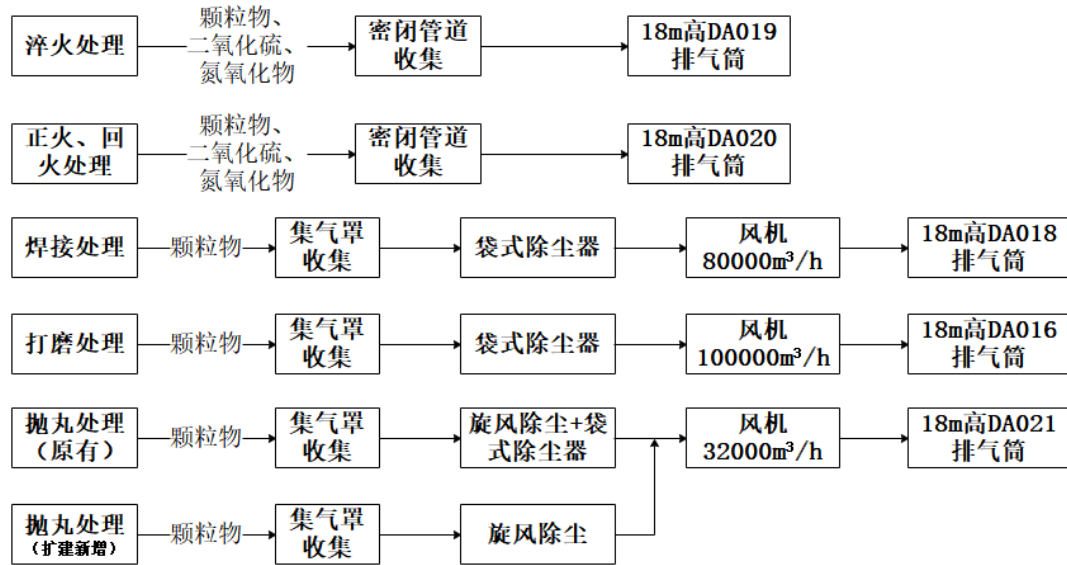 淬火处理
颗粒物、
二氧化硫、
氮氧化物
密闭管道
收集
18m高DA019
排气筒
正火、回
火处理
颗粒物、
二氧化硫、
氮氧化物
密闭管道
收集
18m高DA020
排气筒
焊接处理
颗粒物
集气罩
收集
袋式除尘器
风机
80000m³/h
18m高DA018
排气筒
打磨处理
颗粒物
集气罩
收集
袋式除尘器
风机
100000m³/h
18m高DA016
排气筒
抛丸处理
（原有）
颗粒物
集气罩
收集
旋风除尘+袋
式除尘器
风机
32000m³/h
18m高DA021
排气筒
抛丸处理
（扩建新增）
颗粒物
集气罩
收集
旋风除尘